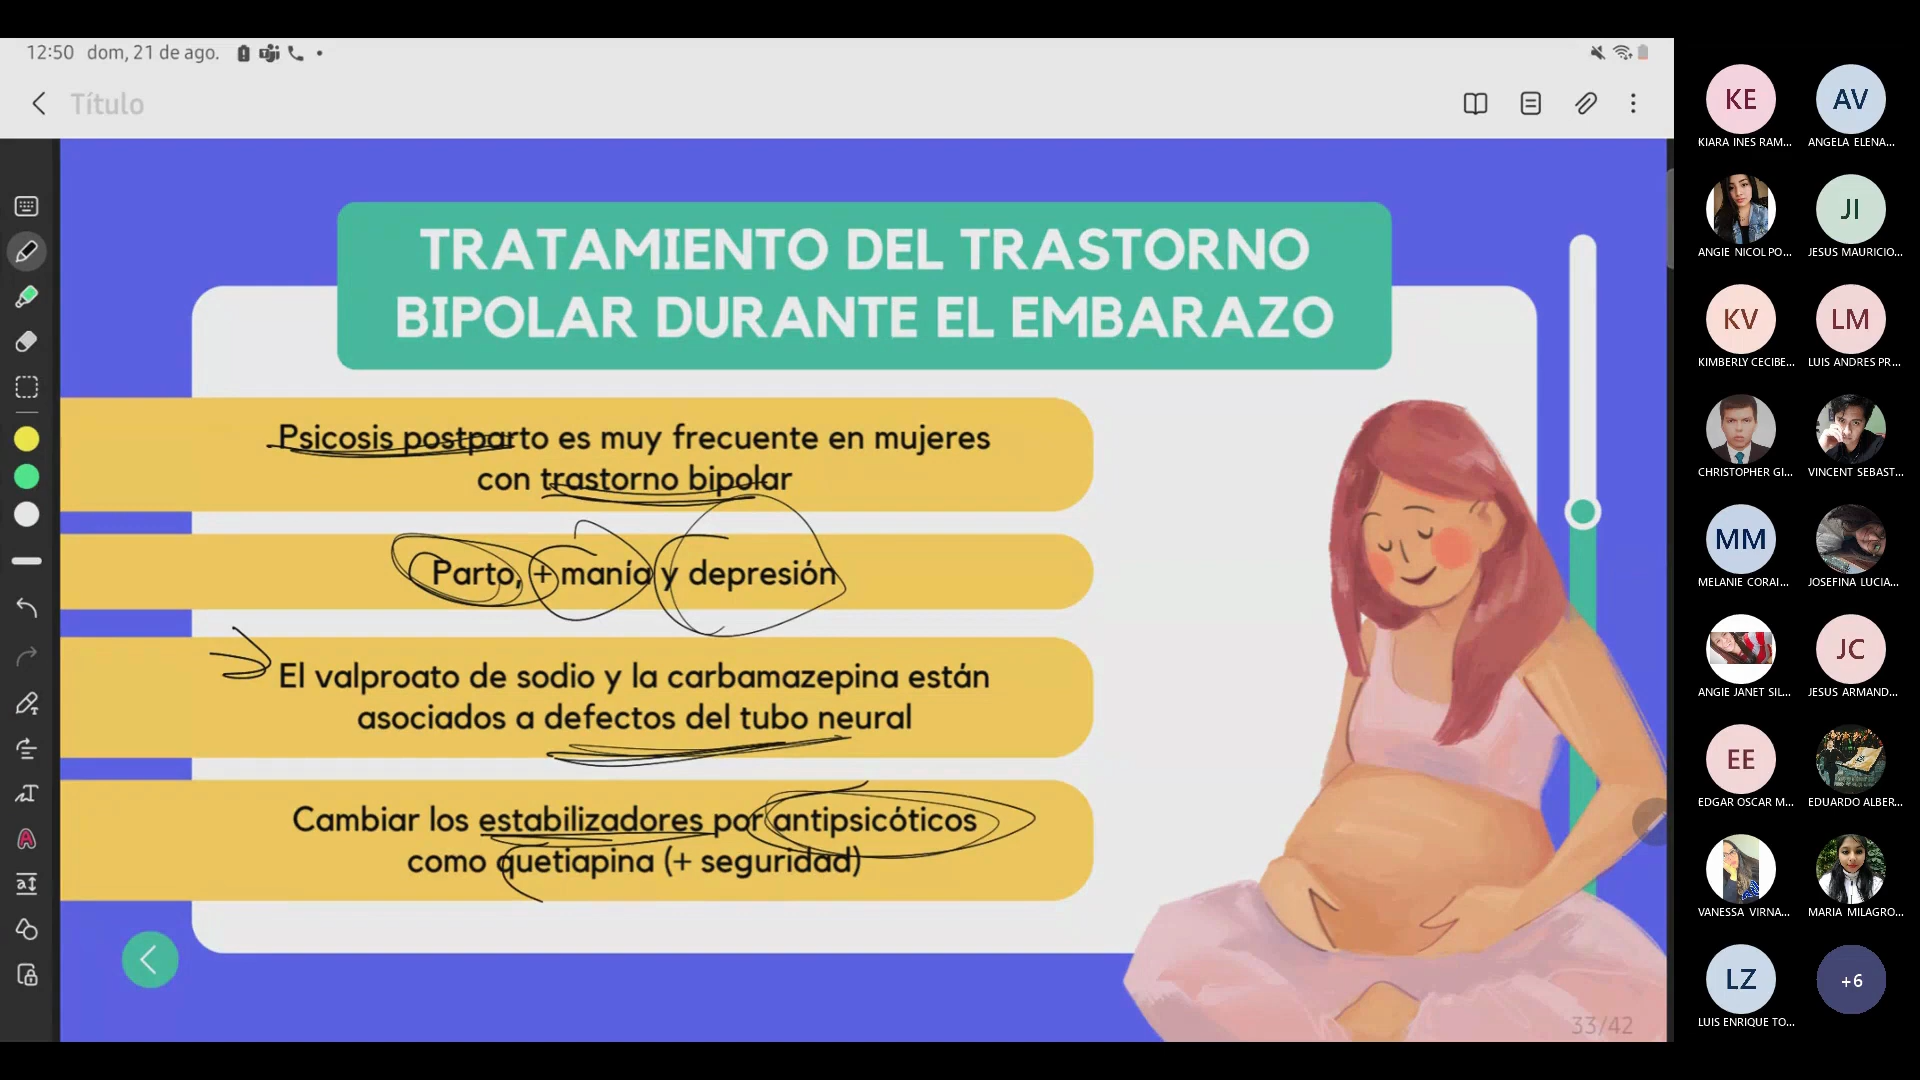 12:50 dom, 21 de ago.
Título
TRATAMIENTO DEL TRASTORNO
BIPOLAR DURANTE EL EMBARAZO
Psicosis postparto es muy frecuente en mujeres
con trastorno bipolar
Parto, + manía y depresión
El valproato de sodio y la carbamazepina están
asociados a defectos del tubo neural
Cambiar los estabilizadores por antipsicóticos
como quetiapina (+ seguridad)
33/42
KE
KIARA INES RAM...
AV
ANGELA ELENA...
ANGIE NICOL PO...
JI
JESUS MAURICIO...
KV
KIMBERLY CECIBE...
LM
LUIS ANDRES PR...
CHRISTOPHER GI...
VINCENT SEBAST...
MM
MELANIE CORAI...
JOSEFINA LUCIA...
ANGIE JANET SIL...
JC
JESUS ARMAND...
EE
EDGAR OSCAR M...
EDUARDO ALBER...
VANESSA VIRNA...
MARIA MILAGRO...
LZ
LUIS ENRIQUE TO...
+6